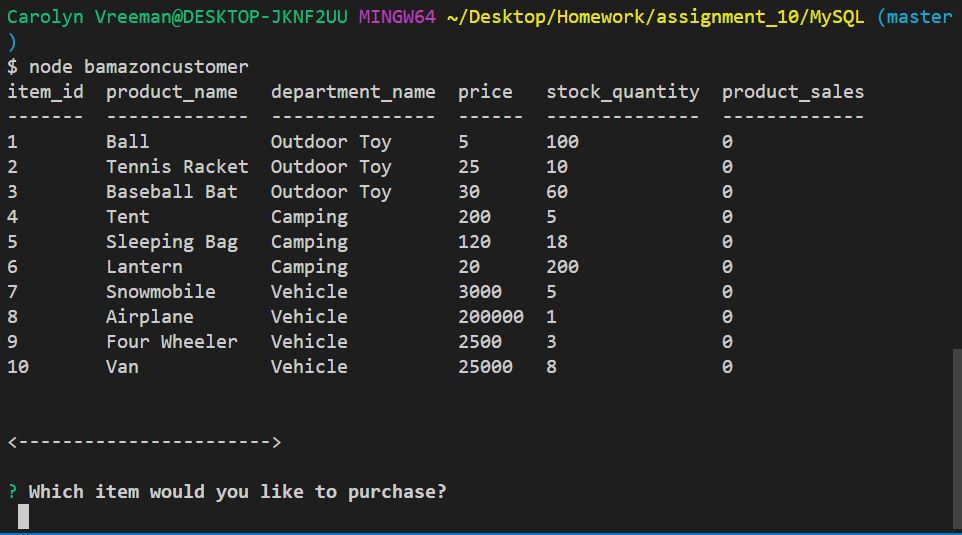 Carolyn Vreeman@DESKTOP-JKNF2UU MINGW64 ~/Desktop/Homework/assignment_10/MySQL (master
)
$ node bamazoncustomer
item_id  product_name   department_name  price   stock_quantity  product_sales
-------  -------------  ---------------  ------  --------------  -------------
1        Ball           Outdoor Toy      5       100             0
2        Tennis Racket  Outdoor Toy      25      10              0
3        Baseball Bat   Outdoor Toy      30      60              0
4        Tent           Camping          200     5               0
5        Sleeping Bag   Camping          120     18              0
6        Lantern        Camping          20      200             0
7        Snowmobile     Vehicle          3000    5               0
8        Airplane       Vehicle          200000  1               0
9        Four Wheeler   Vehicle          2500    3               0
10       Van            Vehicle          25000   8               0
<----------------------->
? Which item would you like to purchase?